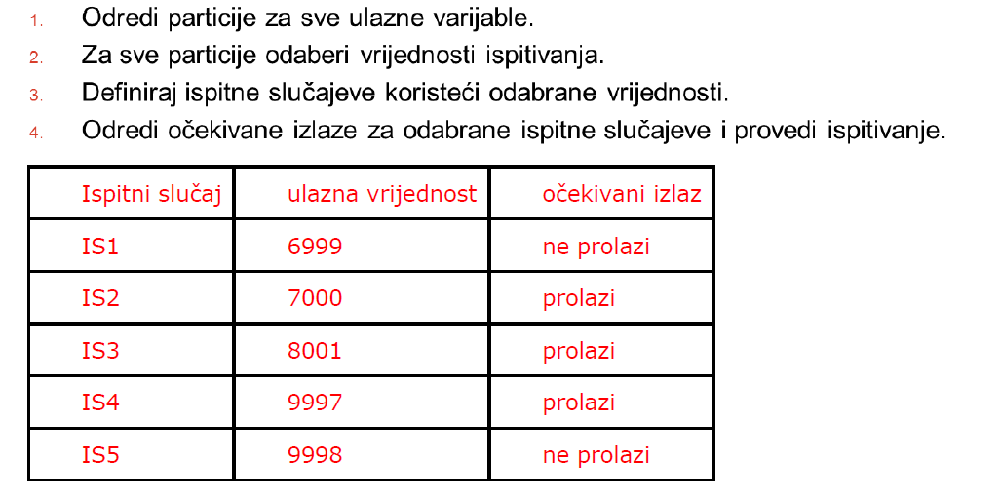 1. Odredi particije za sve ulazne varijable.
2. Za sve particije odaberi vrijednosti ispitivanja.
3. Definiraj ispitne slučajeve koristeći odabrane vrijednosti.
4. Odredi očekivane izlaze za odabrane ispitne slučajeve i provedi ispitivanje.
Ispitni slučaj ulazna vrijednost očekivani izlaz
IS1 6999 ne prolazi
IS2 7000 prolazi
IS3 8001 prolazi
IS4 9997 prolazi
IS5 9998 ne prolazi